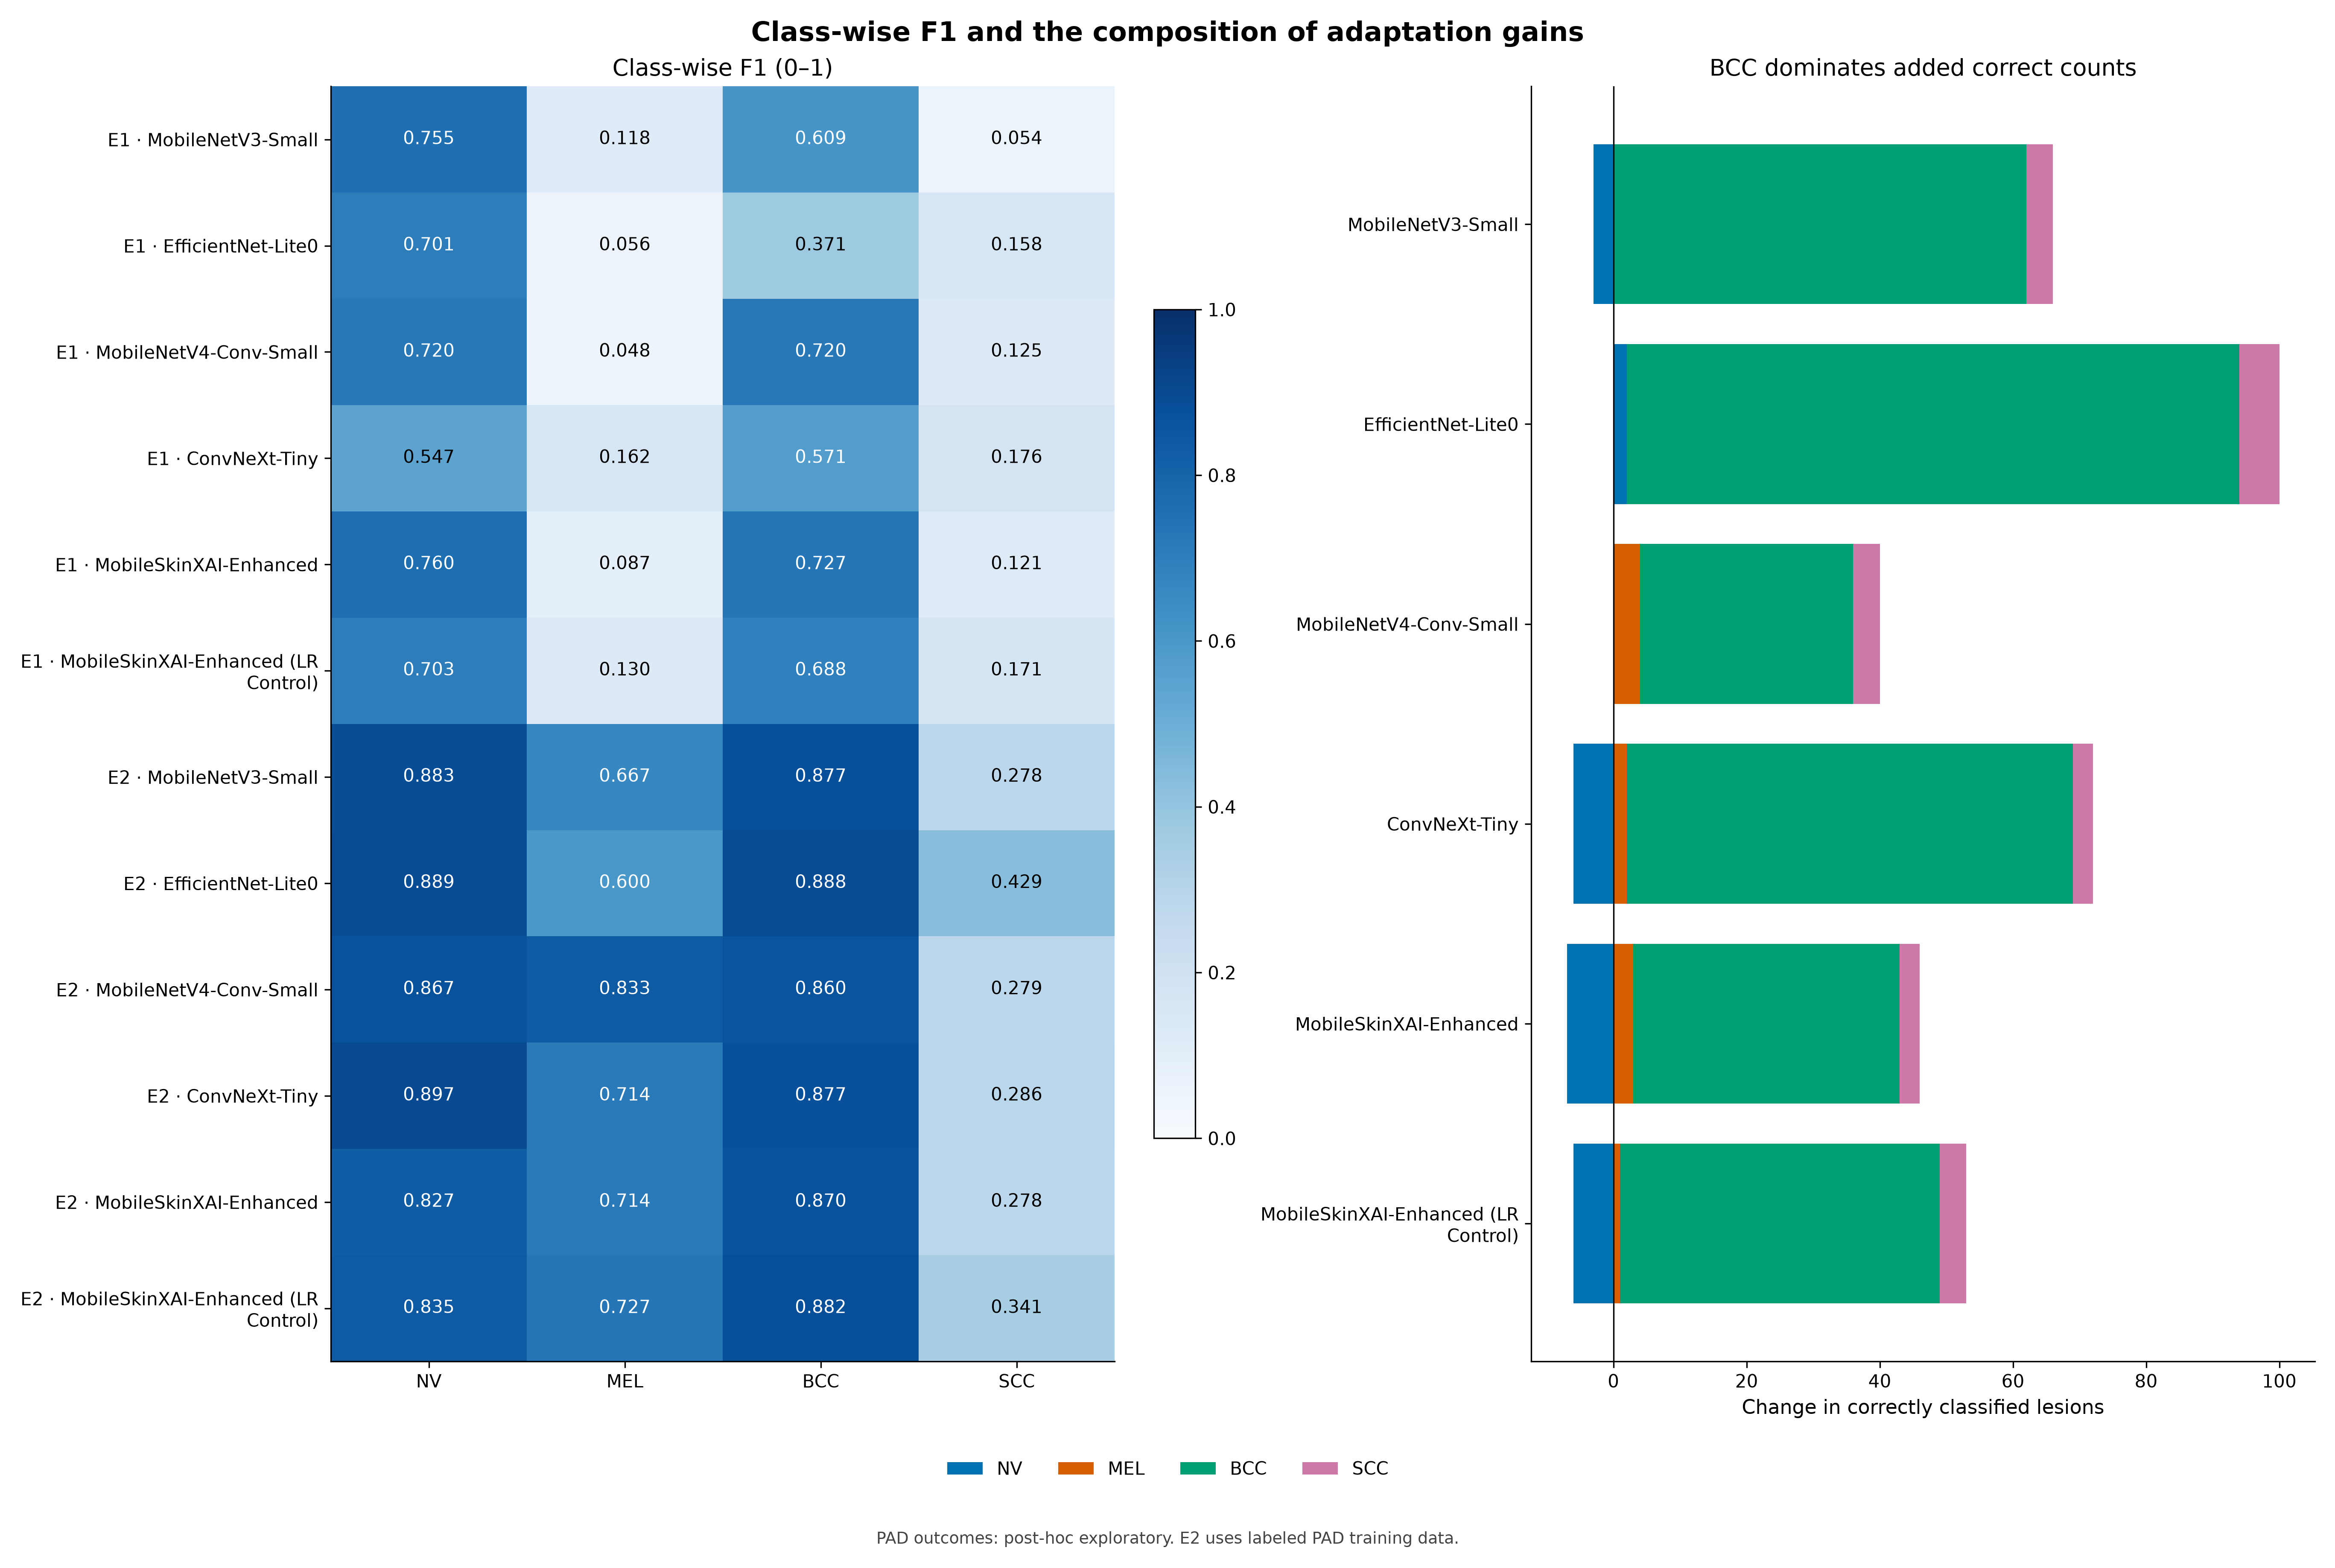 Class-wise F1 and the composition of adaptation gains
Class-wise F1 (0–1)
E1 · MobileNetV3-Small 0.755 0.118 0.609 0.054
E1 · EfficientNet-Lite0 0.701 0.056 0.371 0.158
E1 · MobileNetV4-Conv-Small 0.720 0.048 0.720 0.125
E1 · ConvNeXt-Tiny 0.547 0.162 0.571 0.176
E1 · MobileSkinXAI-Enhanced 0.760 0.087 0.727 0.121
E1 · MobileSkinXAI-Enhanced (LR
Control) 0.703 0.130 0.688 0.171
E2 · MobileNetV3-Small 0.883 0.667 0.877 0.278
E2 · EfficientNet-Lite0 0.889 0.600 0.888 0.429
E2 · MobileNetV4-Conv-Small 0.867 0.833 0.860 0.279
E2 · ConvNeXt-Tiny 0.897 0.714 0.877 0.286
E2 · MobileSkinXAI-Enhanced 0.827 0.714 0.870 0.278
E2 · MobileSkinXAI-Enhanced (LR
Control) 0.835 0.727 0.882 0.341
NV MEL BCC SCC
1.0
0.8
0.6
0.4
0.2
0.0
BCC dominates added correct counts
MobileNetV3-Small
EfficientNet-Lite0
MobileNetV4-Conv-Small
ConvNeXt-Tiny
MobileSkinXAI-Enhanced
MobileSkinXAI-Enhanced (LR
Control)
0 20 40 60 80 100
Change in correctly classified lesions
NV MEL BCC SCC
PAD outcomes: post-hoc exploratory. E2 uses labeled PAD training data.